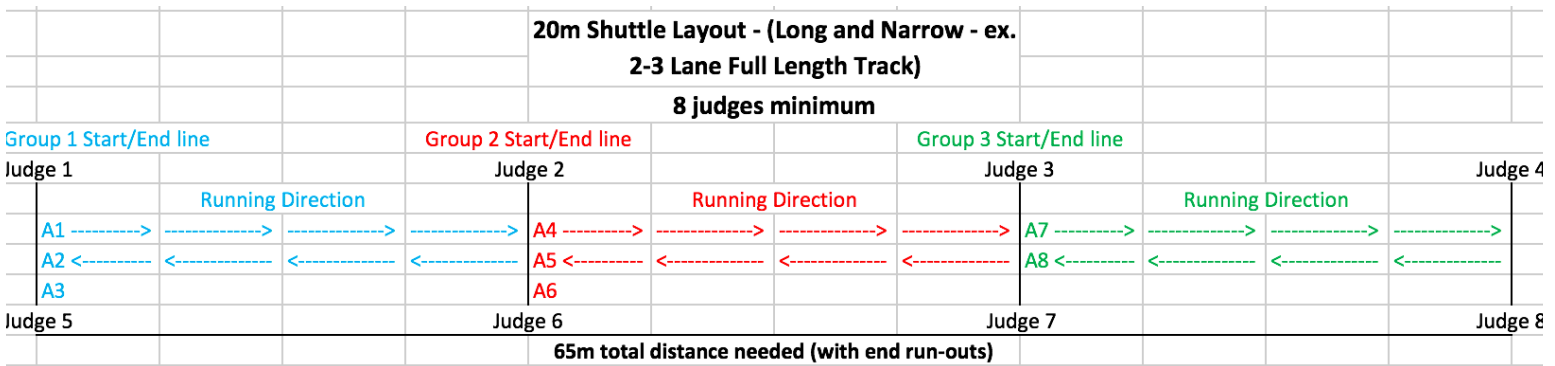 20m Shuttle Layout - (Long and Narrow - ex.
2-3 Lane Full Length Track)
8 judges minimum
Group 1 Start/End line Group 2 Start/End line Group 3 Start/End line
Judge 1 Judge 2 Judge 3 Judge 4
Running Direction Running Direction Running Direction
A1 ----------> --------------> --------------> --------------> A4 ----------> --------------> --------------> --------------> A7 ----------> --------------> --------------> -------------->
A2 <---------- <-------------- <-------------- <-------------- A5 <---------- <-------------- <-------------- <-------------- A8 <---------- <-------------- <-------------- <--------------
A3 A6
Judge 5 Judge 6 Judge 7 Judge 8
65m total distance needed (with end run-outs)